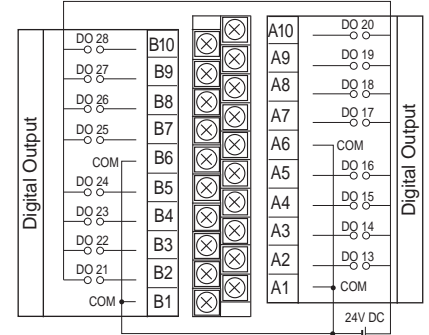 DO 28 B10
DO 27 B9
DO 26 B8
DO 25 B7
COM B6
DO 24 B5
DO 23 B4
DO 22 B3
DO 21 B2
COM B1
Digital Output
A10 DO 20
A9 DO 19
A8 DO 18
A7 DO 17
A6 COM
A5 DO 16
A4 DO 15
A3 DO 14
A2 DO 13
A1 COM
Digital Output
24V DC